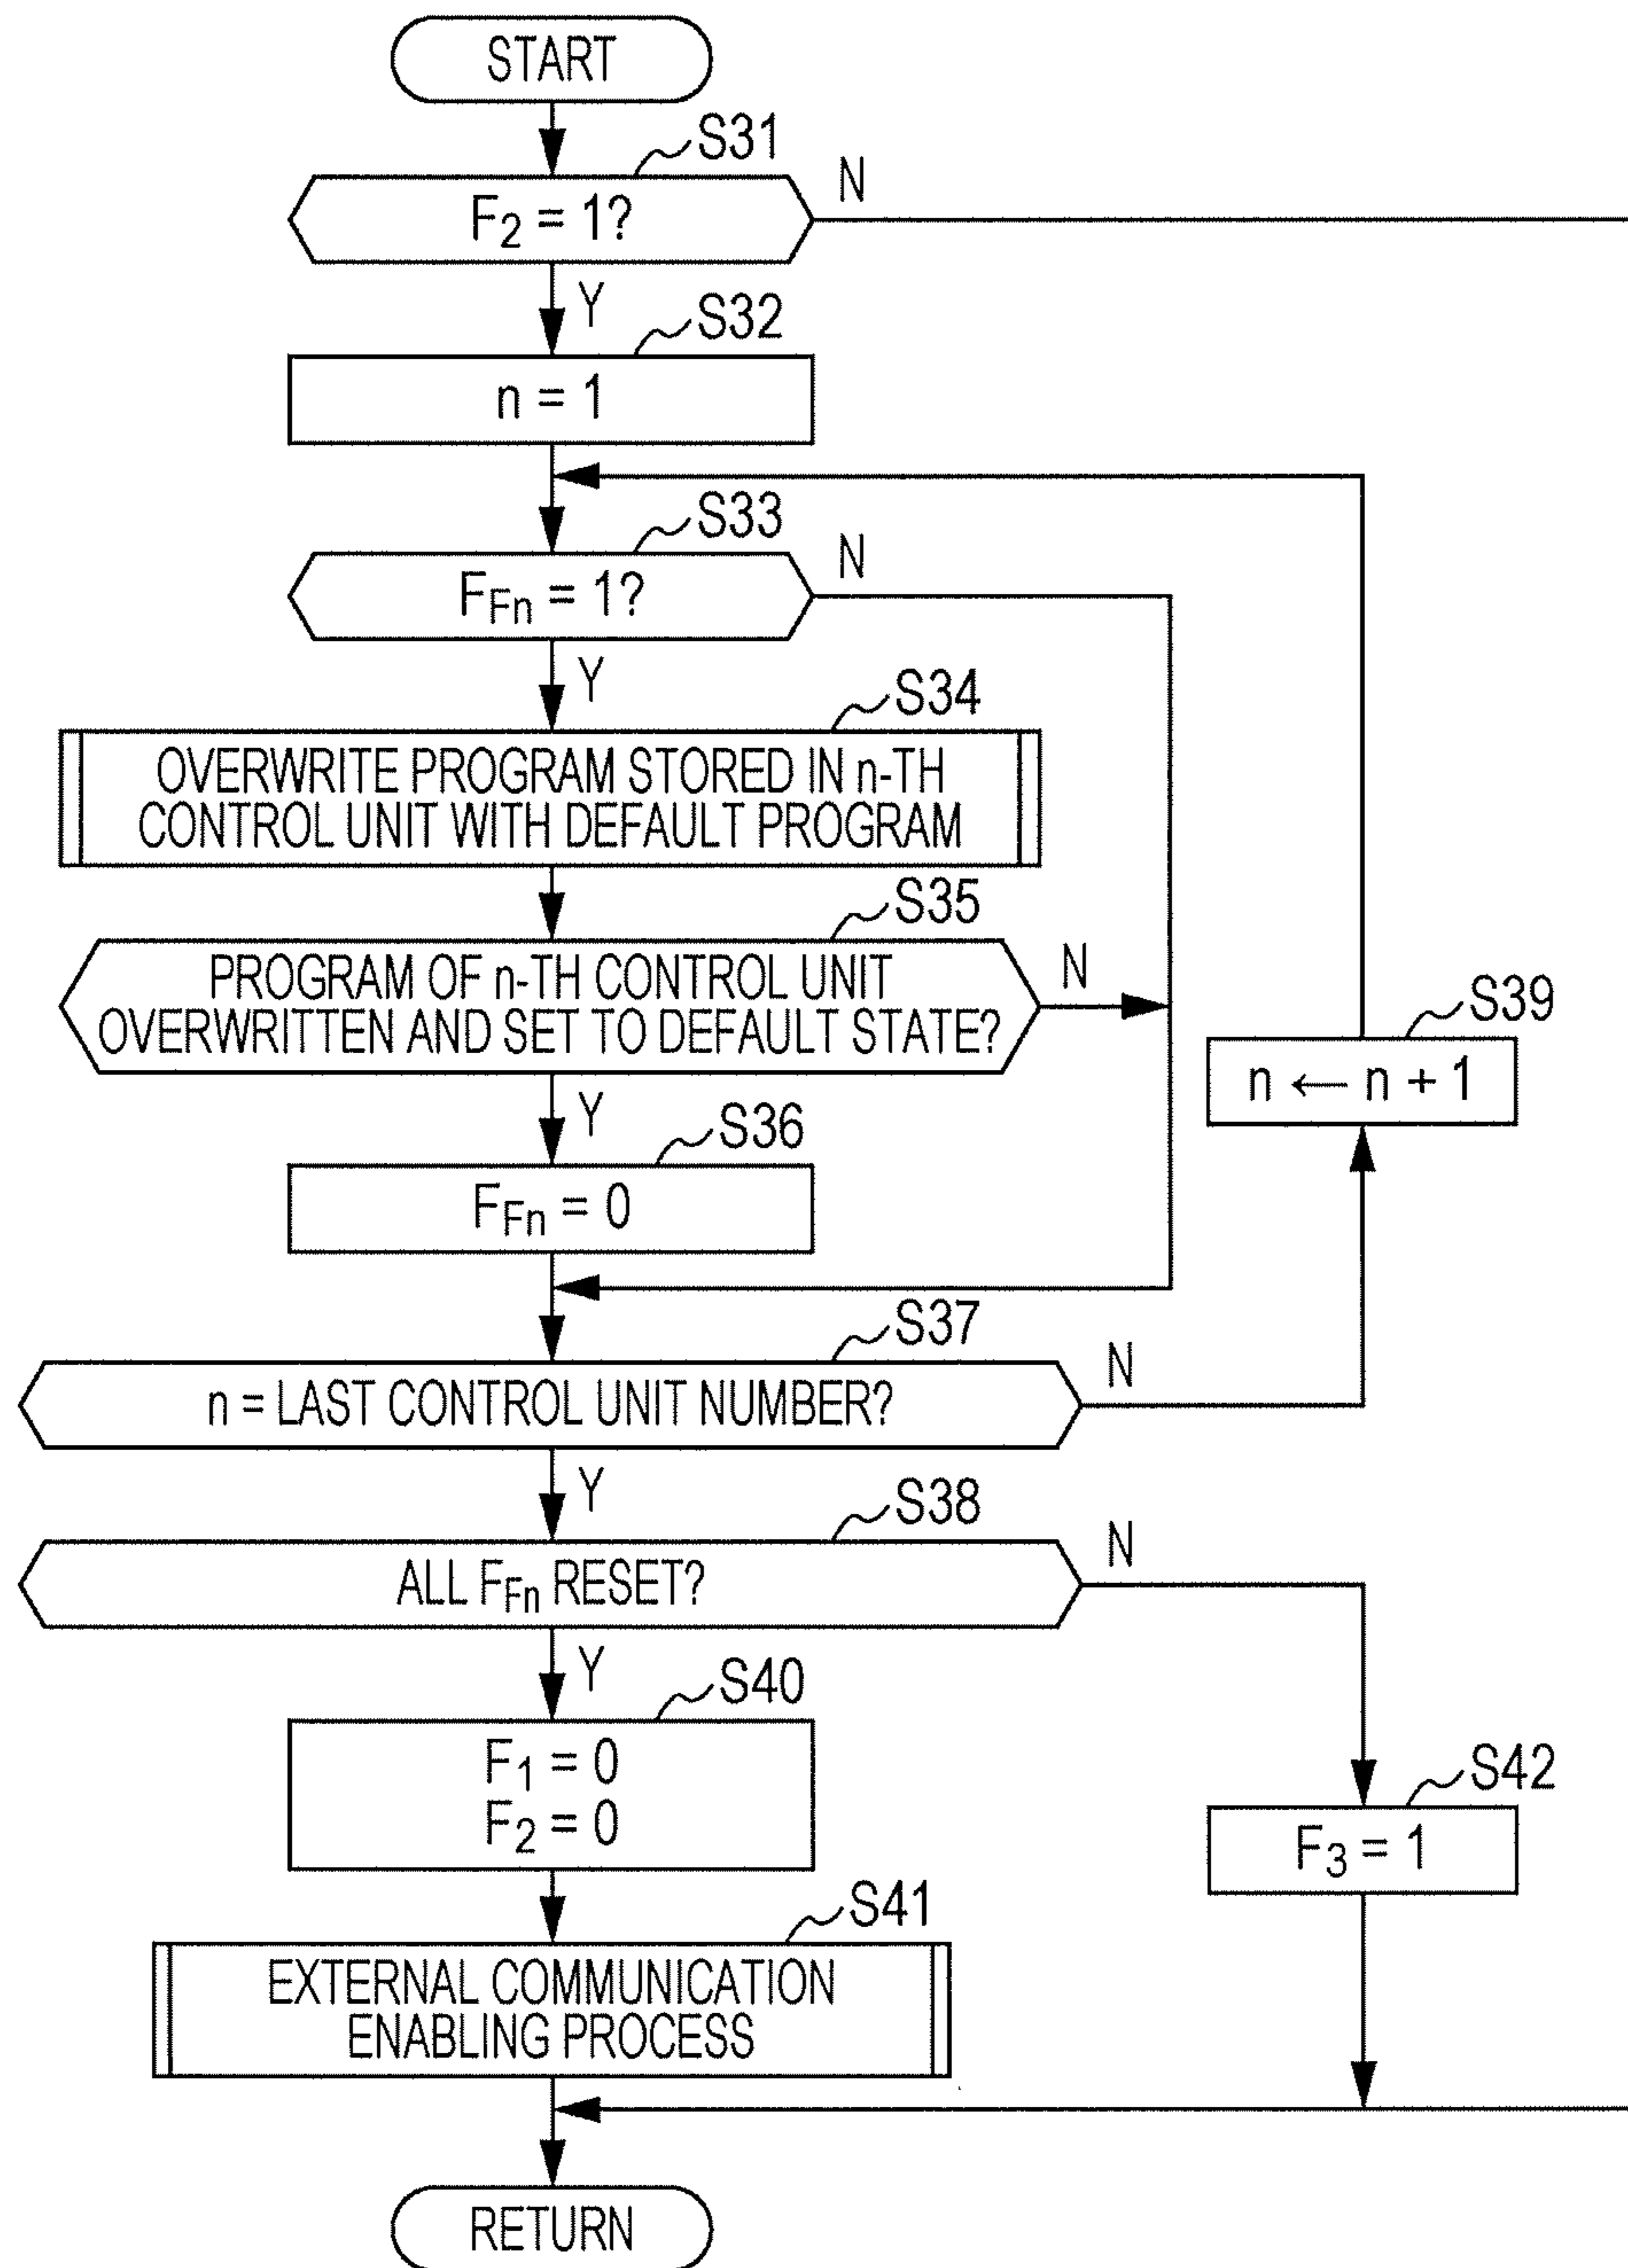 START
S31
F₂ = 1?
N
Y
S32
n = 1
S33
F_Fn = 1?
N
Y
S34
OVERWRITE PROGRAM STORED IN n-TH
CONTROL UNIT WITH DEFAULT PROGRAM
S35
PROGRAM OF n-TH CONTROL UNIT
OVERWRITTEN AND SET TO DEFAULT STATE?
N
S39
n ← n + 1
Y
S36
F_Fn = 0
S37
n = LAST CONTROL UNIT NUMBER?
N
Y
S38
ALL F_Fn RESET?
N
Y
S40
F₁ = 0
F₂ = 0
S42
F₃ = 1
S41
EXTERNAL COMMUNICATION
ENABLING PROCESS
RETURN